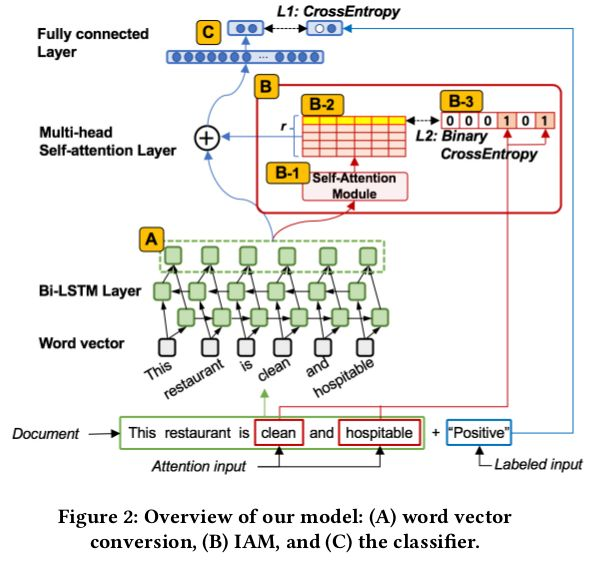 C
L1: CrossEntropy
Fully connected
Layer
...
B
B-2
B-3
r
0 0 0 1 0 1
Multi-head
Self-attention Layer
+
L2: Binary
CrossEntropy
B-1
Self-Attention
Module
A
Bi-LSTM Layer
Word vector
This restaurant is clean and hospitable
Document
This restaurant is clean and hospitable + “Positive”
Attention input
Labeled input
Figure 2: Overview of our model: (A) word vector
conversion, (B) IAM, and (C) the classifier.